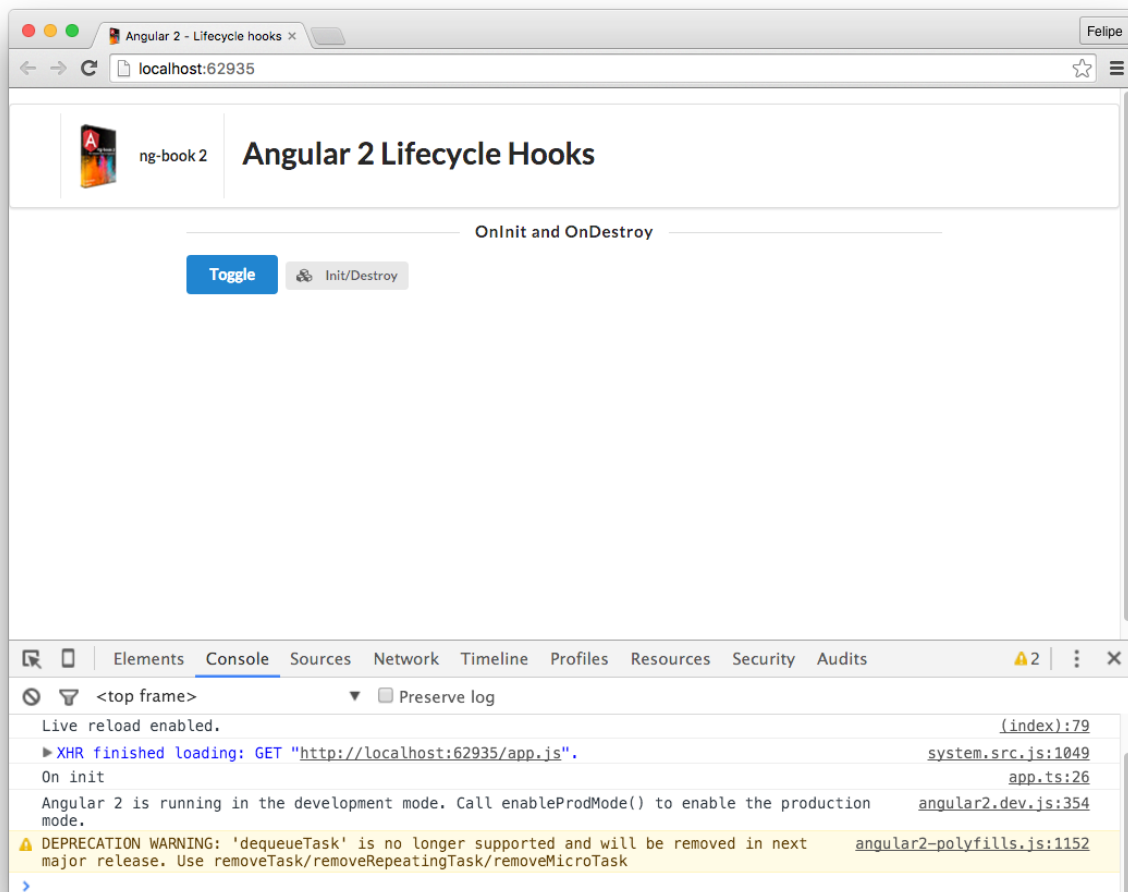 Angular 2 - Lifecycle hooks
Felipe
localhost:62935
ng-book 2
Angular 2 Lifecycle Hooks
OnInit and OnDestroy
Toggle Init/Destroy
Elements Console Sources Network Timeline Profiles Resources Security Audits 2
<top frame> Preserve log
Live reload enabled. (index):79
XHR finished loading: GET "http://localhost:62935/app.js". system.src.js:1049
On init app.ts:26
Angular 2 is running in the development mode. Call enableProdMode() to enable the production angular2.dev.js:354
mode.
DEPRECATION WARNING: 'dequeueTask' is no longer supported and will be removed in next angular2-polyfills.js:1152
major release. Use removeTask/removeRepeatingTask/removeMicroTask